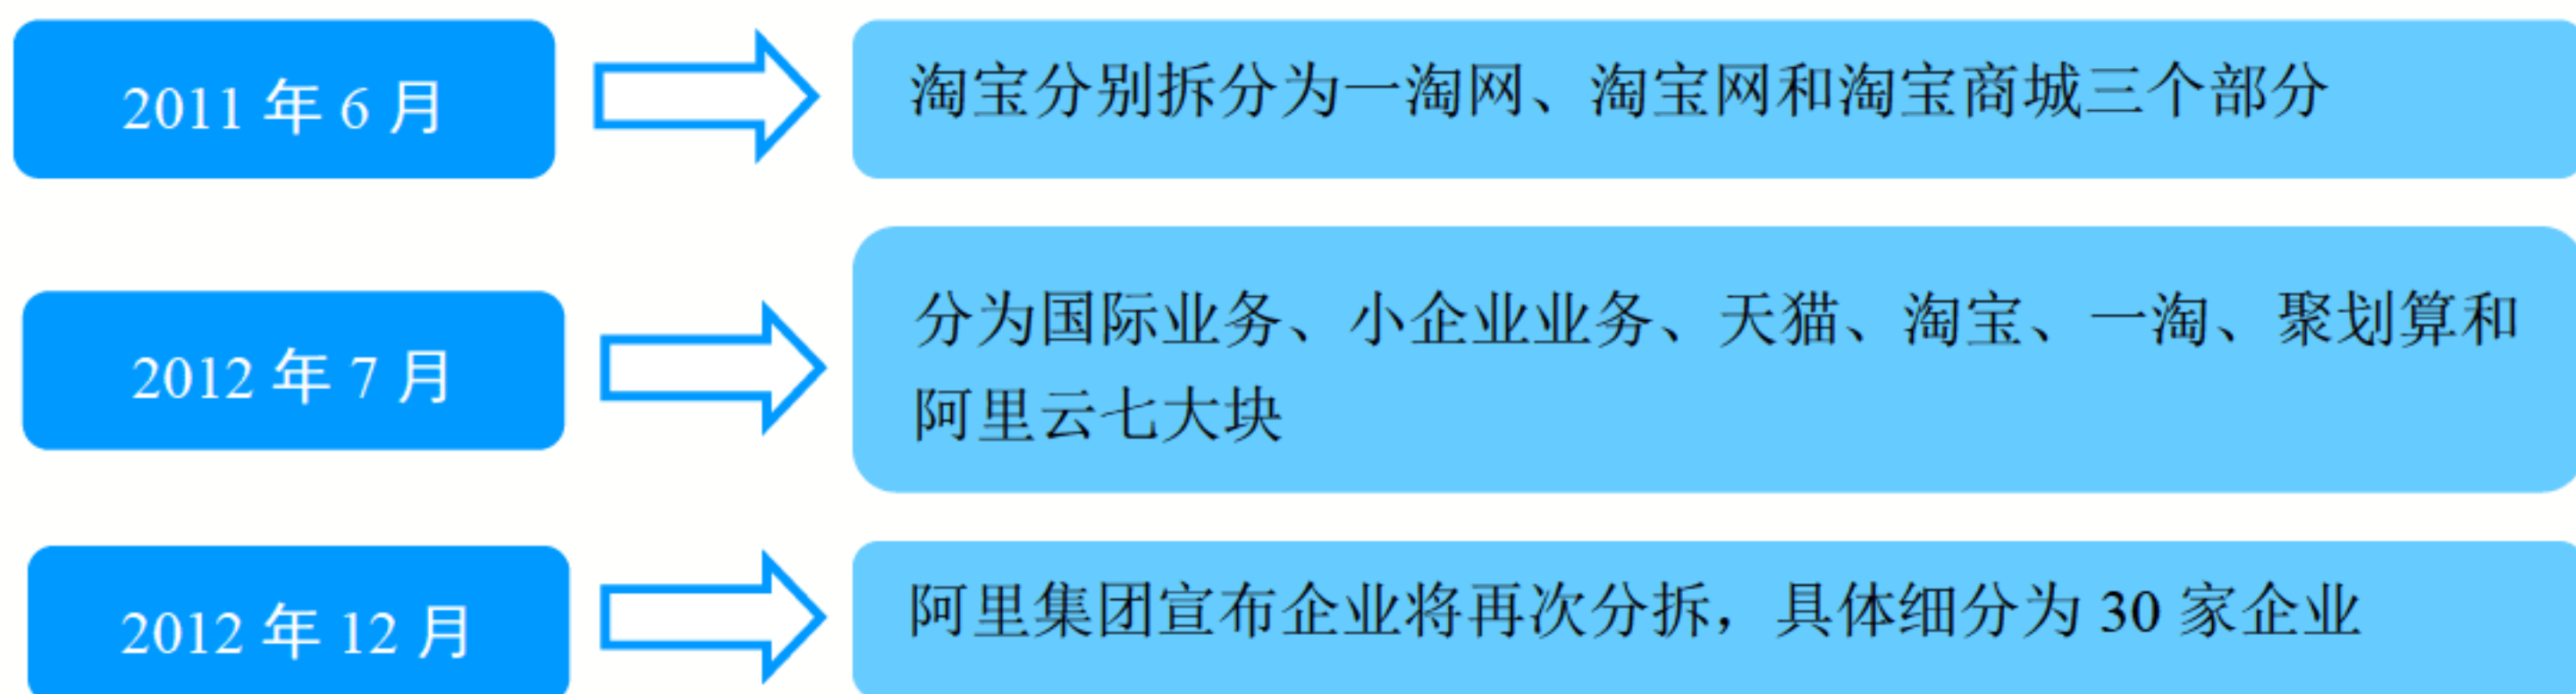 2011 年 6 月
淘宝分别拆分为一淘网、淘宝网和淘宝商城三个部分
2012 年 7 月
分为国际业务、小企业业务、天猫、淘宝、一淘、聚划算和
阿里云七大块
2012 年 12 月
阿里集团宣布企业将再次分拆，具体细分为 30 家企业